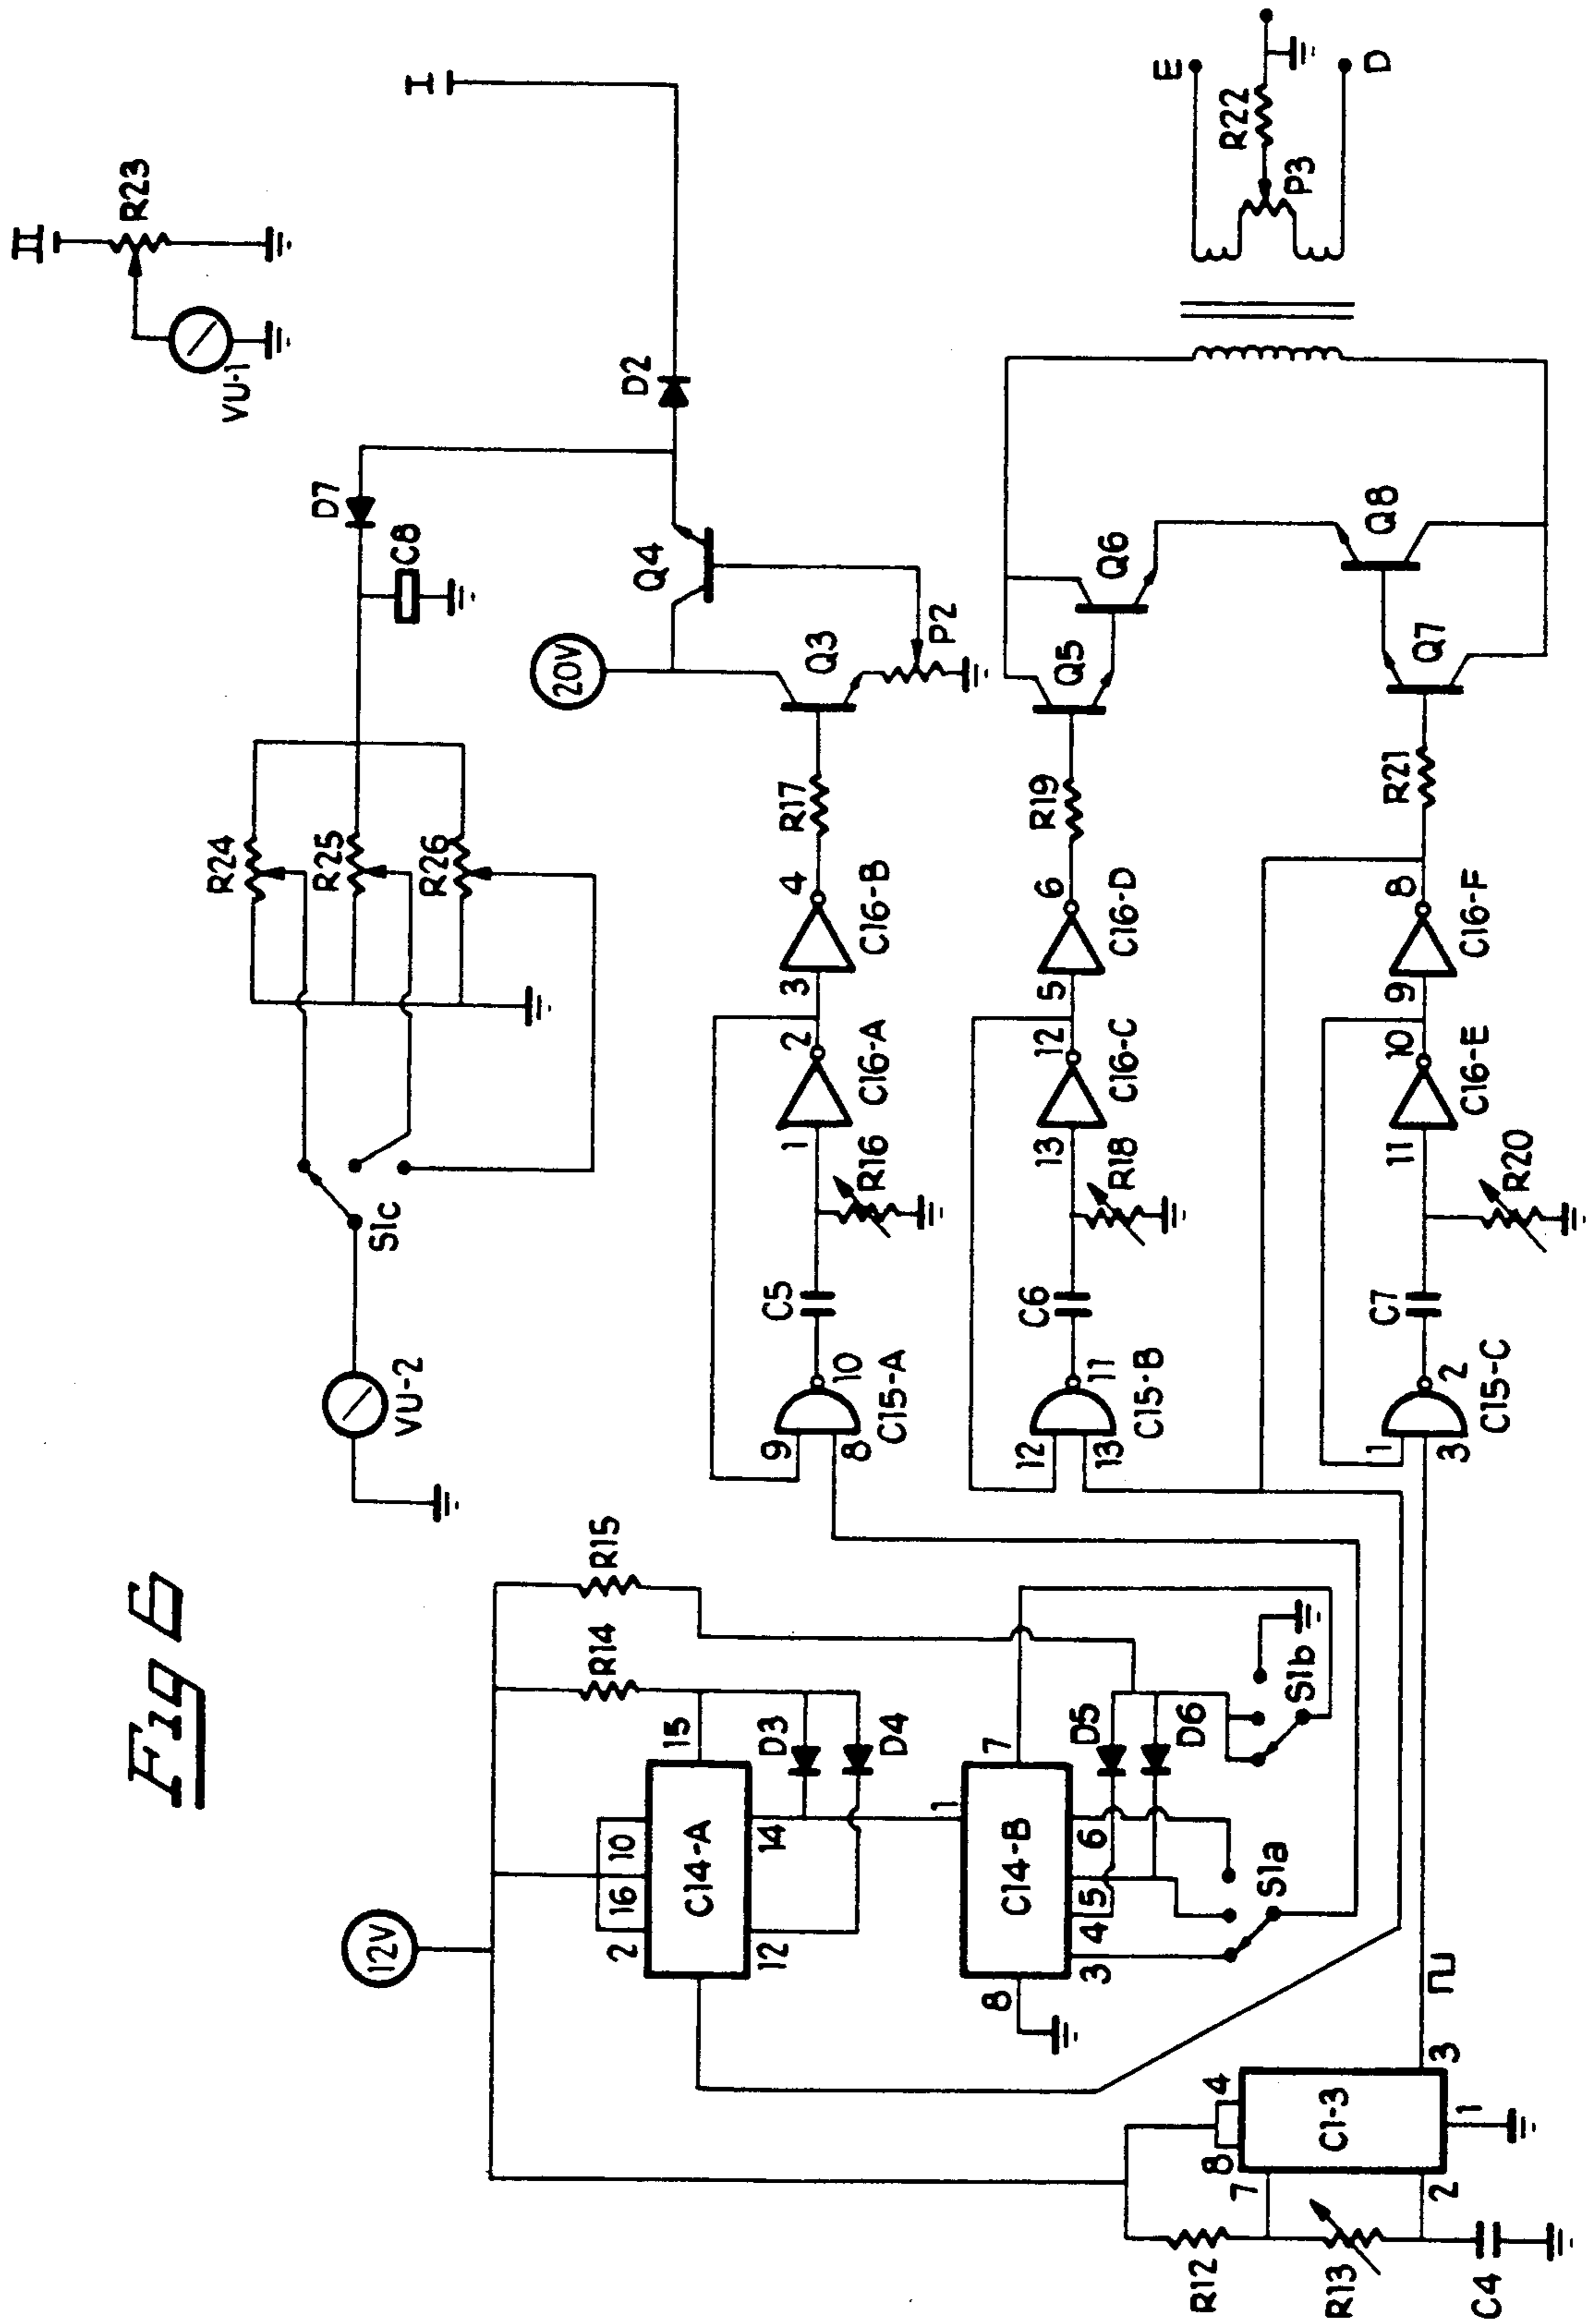 Fig 6
II
R23
VU-1
I
D7
C8
D2
Q4
20V
Q3
P2
R24
R25
R26
S1c
VU-2
R17
4
C16-B
3
2
C16-A
1
R16
C5
10
9
8
C15-A
E
R22
P3
D
Q6
Q5
Q8
Q7
R19
6
C16-D
5
12
C16-C
13
R18
C6
11
12
13
C15-B
R21
8
C16-F
9
10
C16-E
11
R20
C7
2
1
3
C15-C
12V
R15
R14
15
10
16
2
C14-A
14
12
D3
D4
7
1
C14-B
8
6
5
4
3
D5
D6
S1b
S1a
4
8
7
C1-3
3
1
2
R12
R13
C4